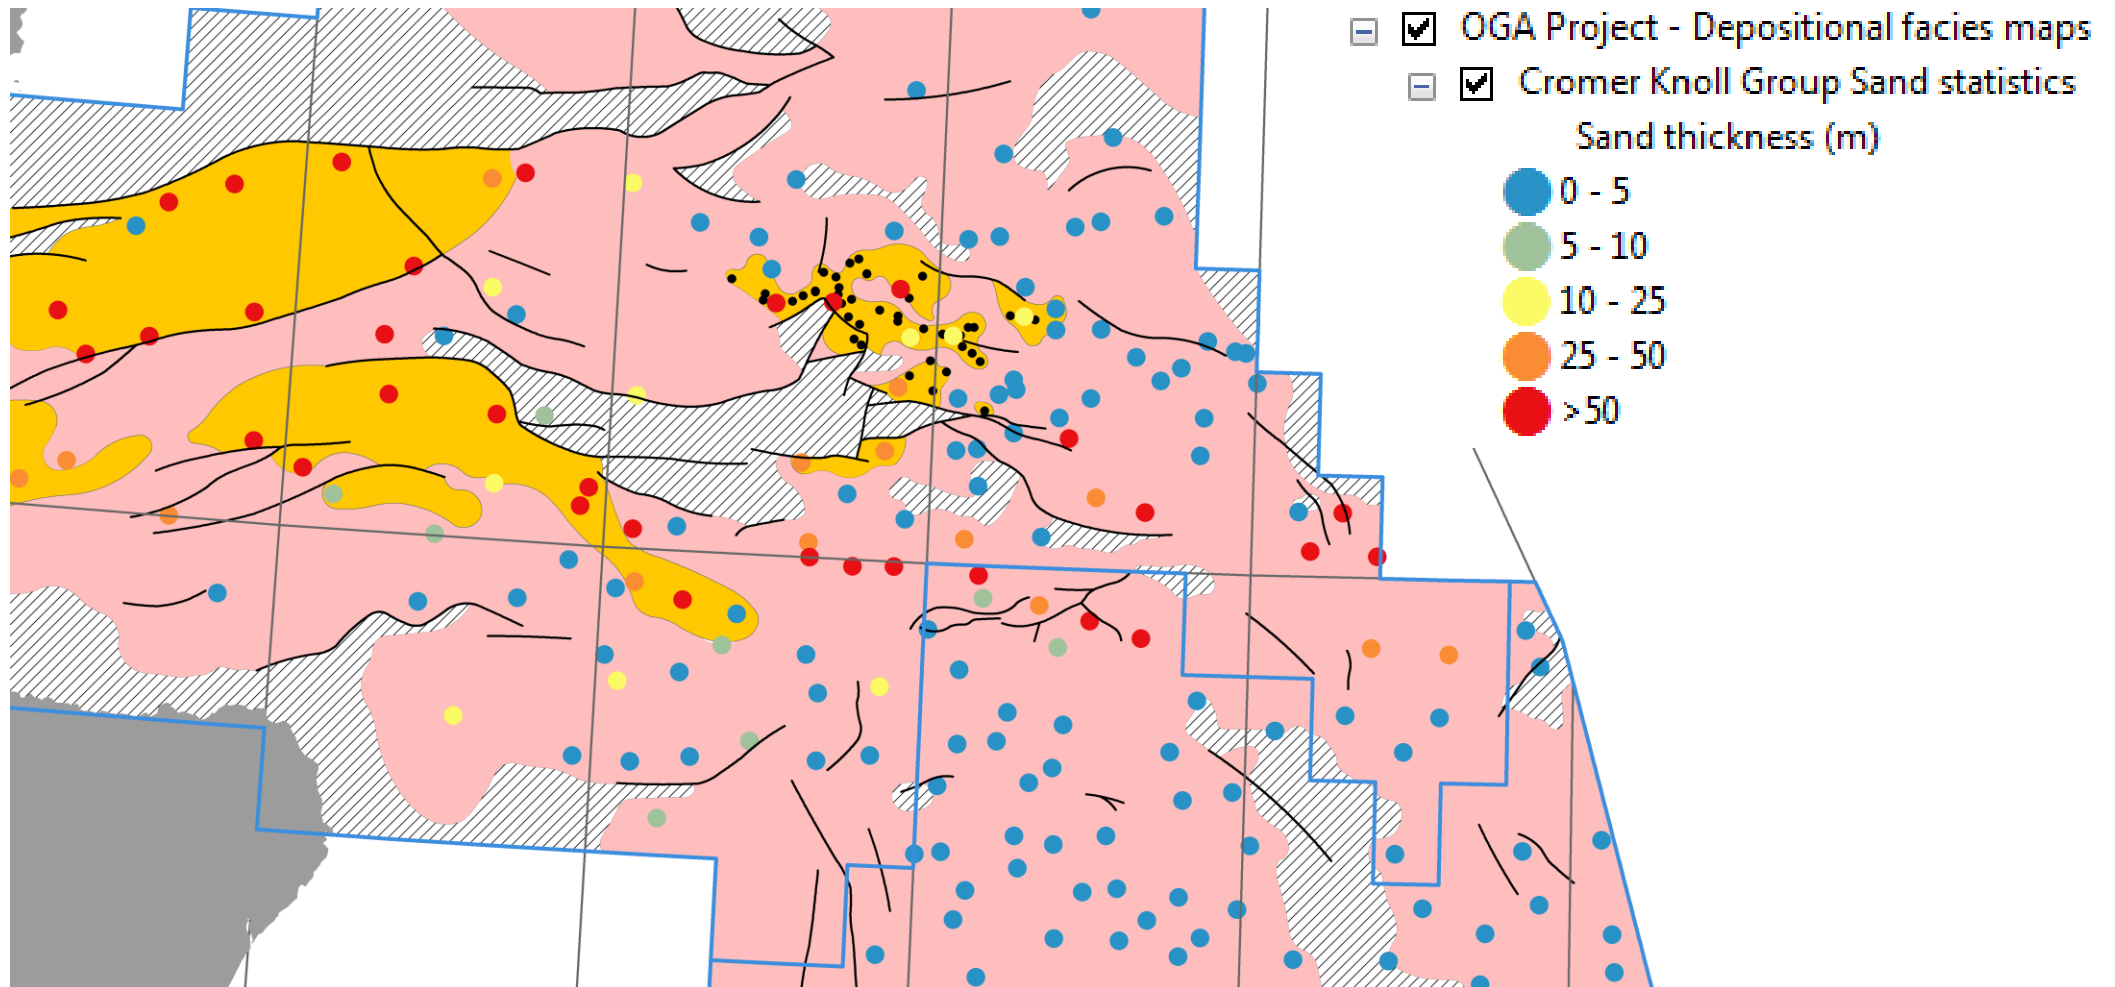 OGA Project - Depositional facies maps
Cromer Knoll Group Sand statistics
Sand thickness (m)
0 - 5
5 - 10
10 - 25
25 - 50
>50